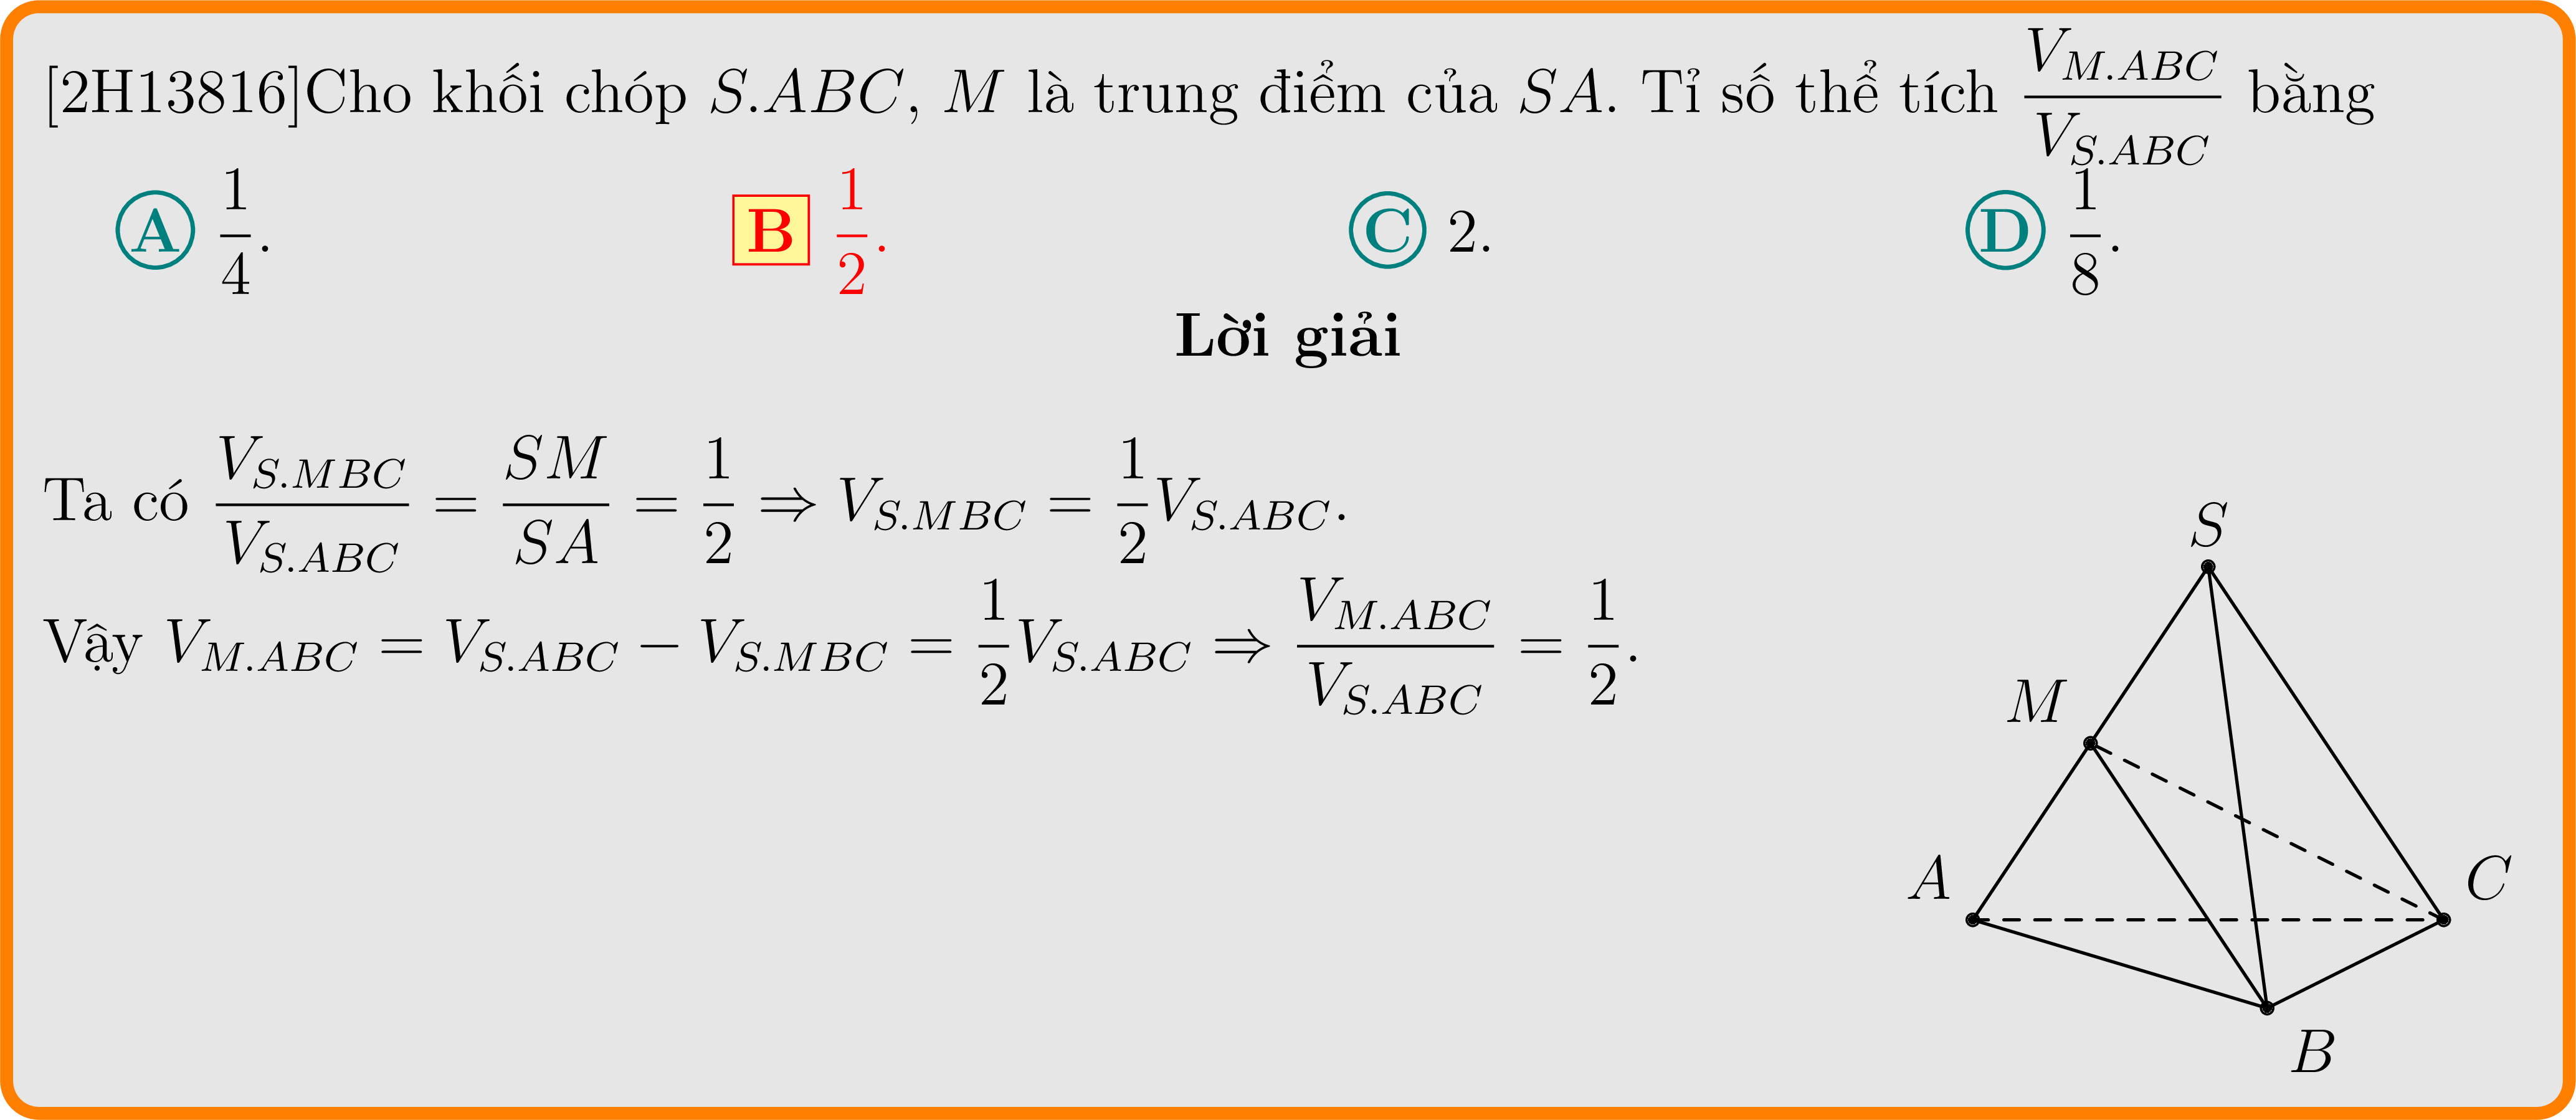 [2H13816]Cho khối chóp S.ABC, M là trung điểm của SA. Tỉ số thể tích \frac{V_{M.ABC}}{V_{S.ABC}} bằng
A \frac{1}{4}. B \frac{1}{2}. C 2. D \frac{1}{8}.
Lời giải
Ta có \frac{V_{S.MBC}}{V_{S.ABC}} = \frac{SM}{SA} = \frac{1}{2} ⇒ V_{S.MBC} = \frac{1}{2}V_{S.ABC}.
Vậy V_{M.ABC} = V_{S.ABC} − V_{S.MBC} = \frac{1}{2}V_{S.ABC} ⇒ \frac{V_{M.ABC}}{V_{S.ABC}} = \frac{1}{2}.
S
M
A C
B